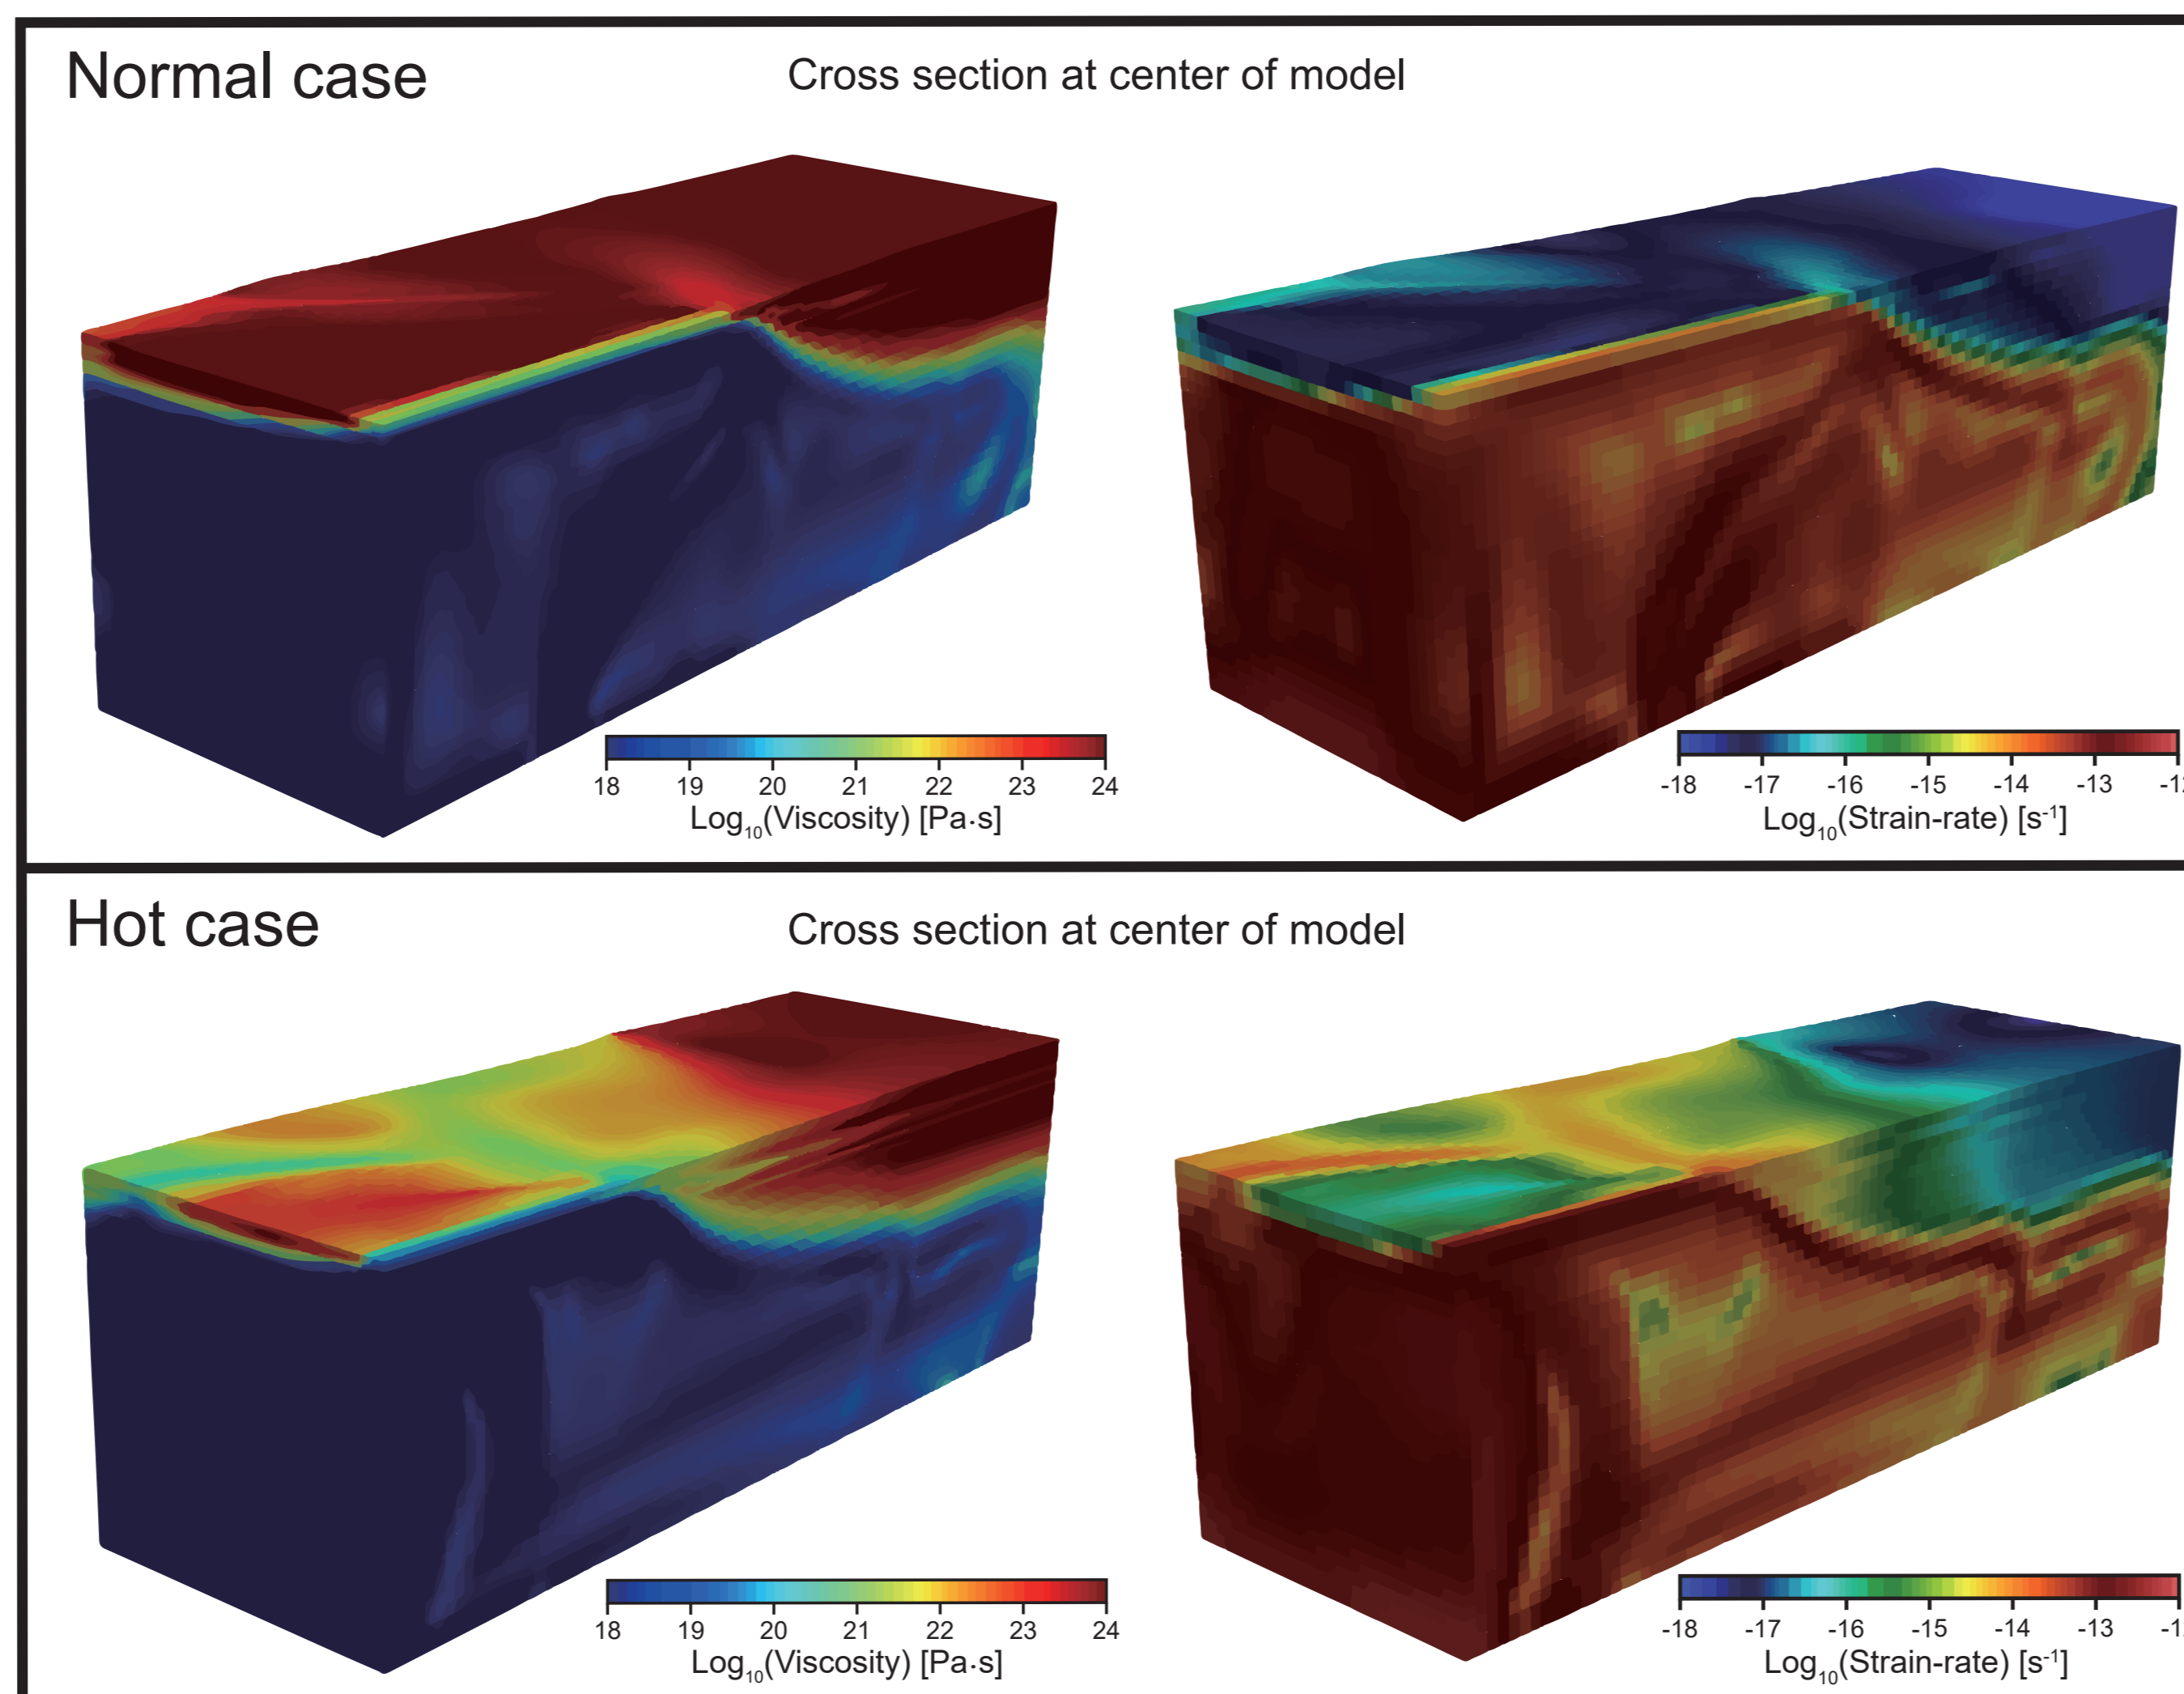 Normal case
Cross section at center of model
18 19 20 21 22 23 24
Log₁₀(Viscosity) [Pa·s]
-18 -17 -16 -15 -14 -13
Log₁₀(Strain-rate) [s⁻¹]
Hot case
Cross section at center of model
18 19 20 21 22 23 24
Log₁₀(Viscosity) [Pa·s]
-18 -17 -16 -15 -14 -13
Log₁₀(Strain-rate) [s⁻¹]